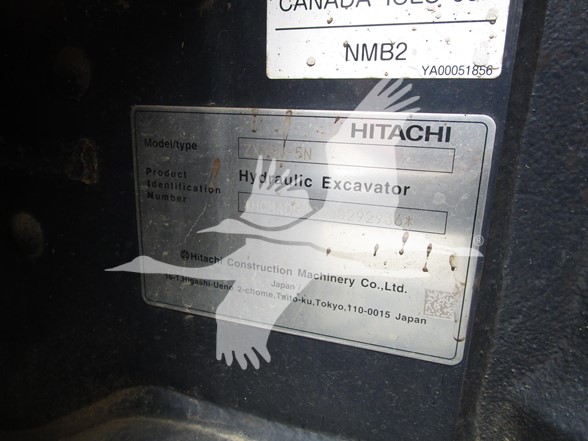 CANADA ICES
NMB2
YA00051856
HITACHI
Model/type
Hydraulic Excavator
Product
Identification
Number
Hitachi Construction Machinery Co.,Ltd.
Japan
16-1 Higashi-Ueno 2-chome,Taito-ku,Tokyo,110-0015 Japan